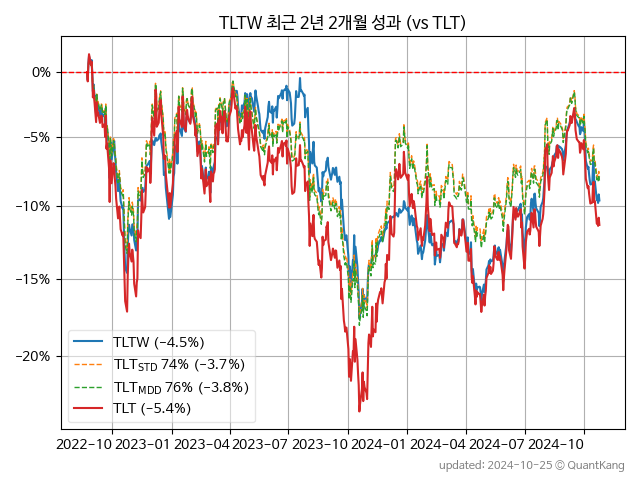 TLTW 최근 2년 2개월 성과 (vs TLT)
0%
−5%
−10%
−15%
−20%
TLTW (−4.5%)
TLT_STD 74% (−3.7%)
TLT_MDD 76% (−3.8%)
TLT (−5.4%)
2022−10 2023−01 2023−04 2023−07 2023−10 2024−01 2024−04 2024−07 2024−10
updated: 2024-10-25 © QuantKang